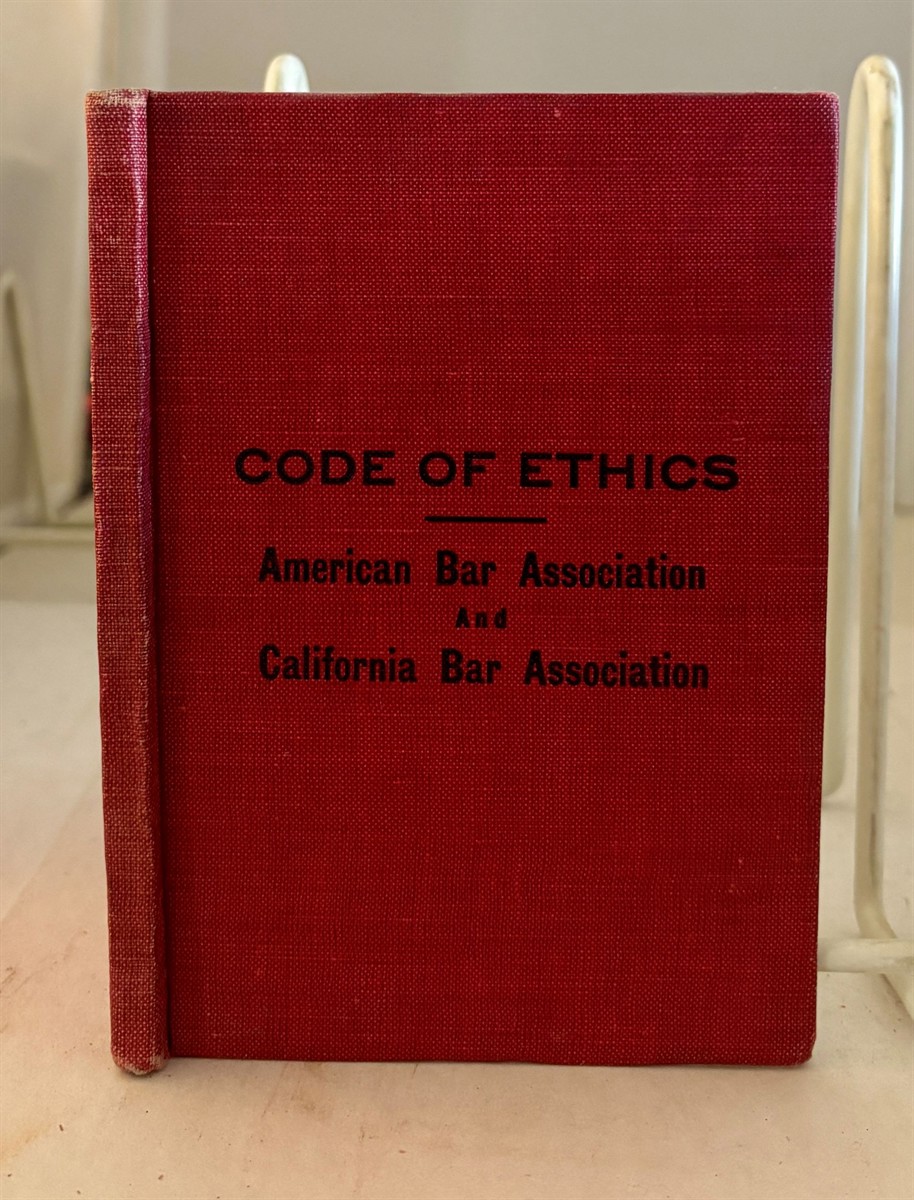 CODE OF ETHICS
American Bar Association
And
California Bar Association